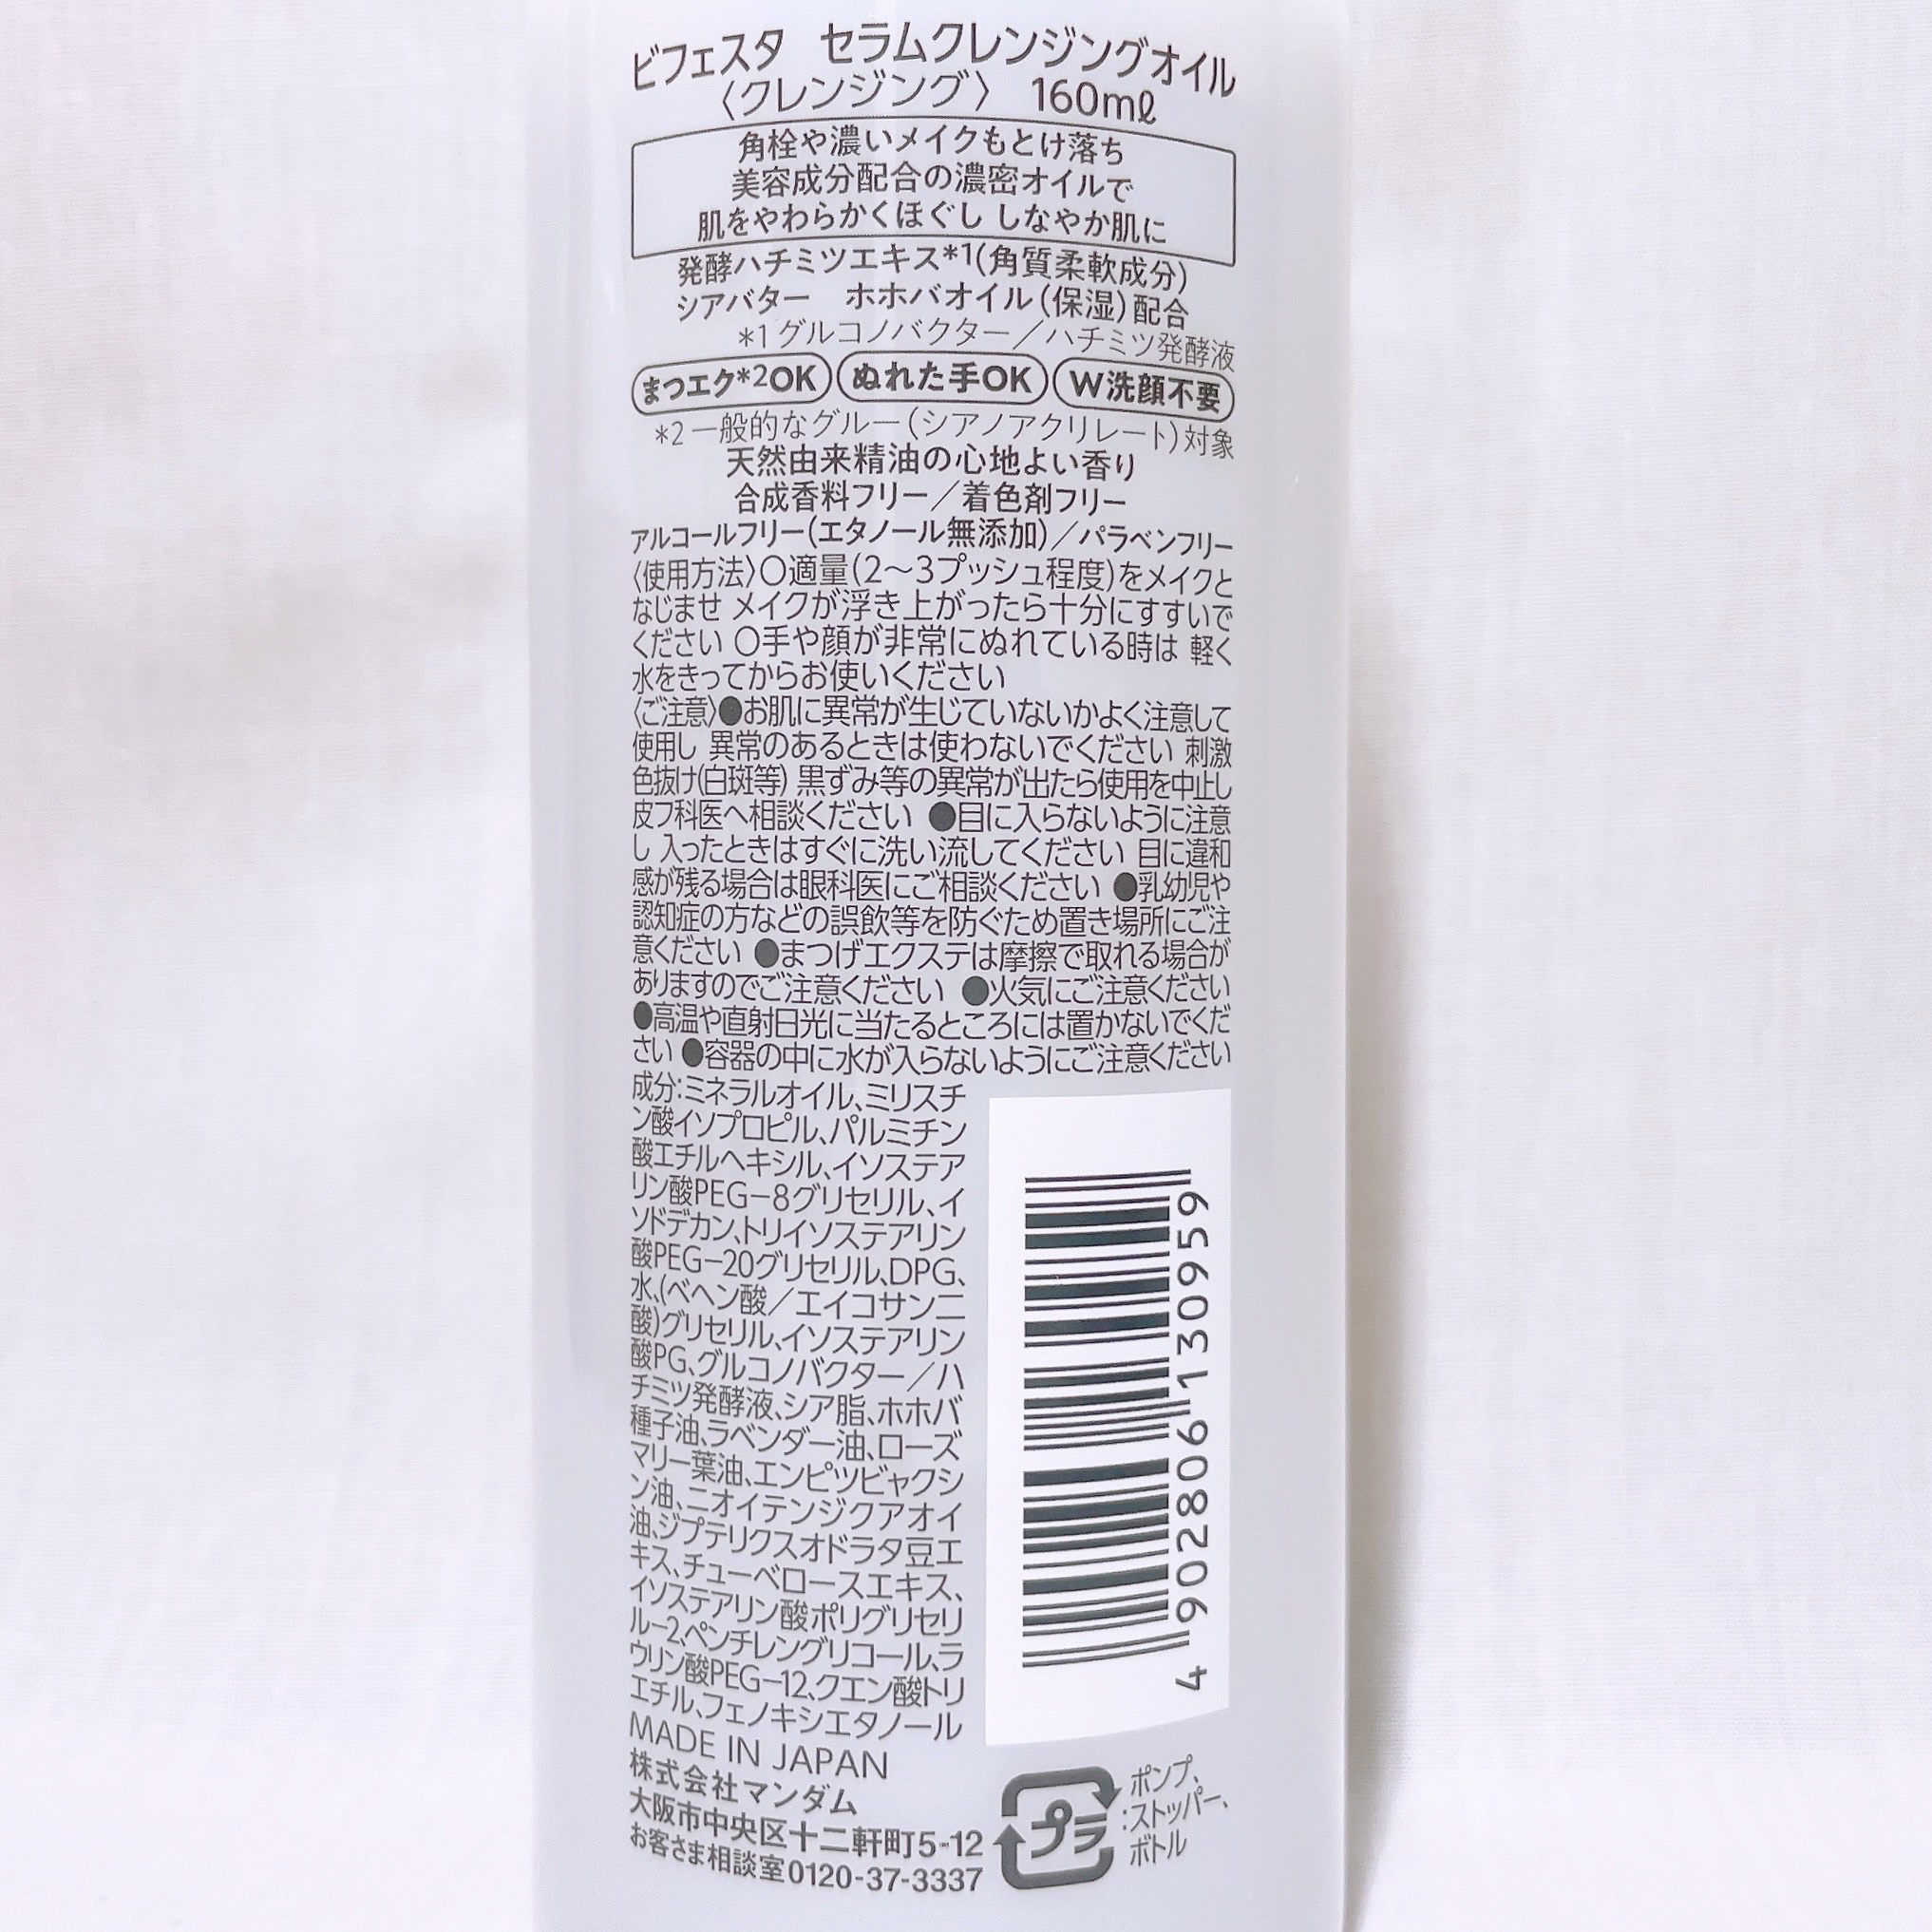 ビフェスタ　セラムクレンジングオイル
〈クレンジング〉 160mℓ
角栓や濃いメイクもとけ落ち
美容成分配合の濃密オイルで
肌をやわらかくほぐし しなやか肌に
発酵ハチミツエキス*1(角質柔軟成分)
シアバター　ホホバオイル(保湿)配合
*1 グルコノバクター／ハチミツ発酵液
まつエク*2OK ぬれた手OK W洗顔不要
*2 一般的なグルー(シアノアクリレート)対象
天然由来精油の心地よい香り
合成香料フリー／着色剤フリー
アルコールフリー(エタノール無添加)／パラベンフリー
〈使用方法〉○適量(2〜3プッシュ程度)をメイクと
なじませ メイクが浮き上がったら十分にすすいで
ください ○手や顔が非常にぬれている時は 軽く
水をきってからお使いください
〈ご注意〉●お肌に異常が生じていないかよく注意して
使用し 異常のあるときは使わないでください 刺激
色抜け(白斑等) 黒ずみ等の異常が出たら使用を中止し
皮フ科医へ相談ください ●目に入らないように注意
し 入ったときはすぐに洗い流してください 目に違和
感が残る場合は眼科医にご相談ください ●乳幼児や
認知症の方などの誤飲等を防ぐため置き場所にご注
意ください ●まつげエクステは摩擦で取れる場合が
ありますのでご注意ください ●火気にご注意ください
●高温や直射日光に当たるところには置かないでくだ
さい ●容器の中に水が入らないようにご注意ください
成分:ミネラルオイル、ミリスチ
ン酸イソプロピル、パルミチン
酸エチルヘキシル、イソステア
リン酸PEG−8グリセリル、イ
ソドデカン、トリイソステアリン
酸PEG−20グリセリル、DPG、
水、(ベヘン酸／エイコサン二
酸)グリセリル、イソステアリン
酸PG、グルコノバクター／ハ
チミツ発酵液、シア脂、ホホバ
種子油、ラベンダー油、ローズ
マリー葉油、エンピツビャクシ
ン油、ニオイテンジクアオイ
油、ジプテリクスオドラタ豆エ
キス、チューベロースエキス、
イソステアリン酸ポリグリセリ
ル−2、ペンチレングリコール、ラ
ウリン酸PEG−12、クエン酸トリ
エチル、フェノキシエタノール
MADE IN JAPAN
株式会社マンダム
大阪市中央区十二軒町5-12
お客さま相談室0120-37-3337
4 902806 130959
プラ
ポンプ、
:ストッパー、
ボトル